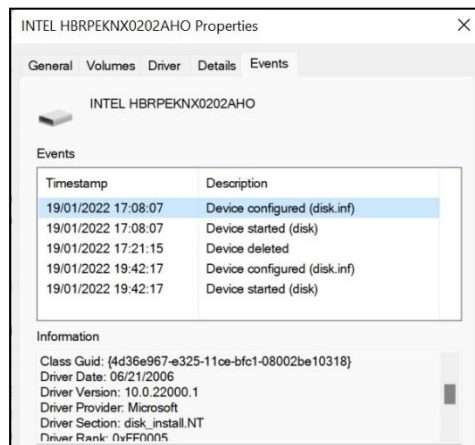 INTEL HBRPEKNX0202AHO Properties
General Volumes Driver Details Events
INTEL HBRPEKNX0202AHO
Events
Timestamp Description
19/01/2022 17:08:07 Device configured (disk.inf)
19/01/2022 17:08:07 Device started (disk)
19/01/2022 17:21:15 Device deleted
19/01/2022 19:42:17 Device configured (disk.inf)
19/01/2022 19:42:17 Device started (disk)
Information
Class Guid: {4d36e967-e325-11ce-bfc1-08002be10318}
Driver Date: 06/21/2006
Driver Version: 10.0.22000.1
Driver Provider: Microsoft
Driver Section: disk_install.NT
Driver Rank: 0xFF0005